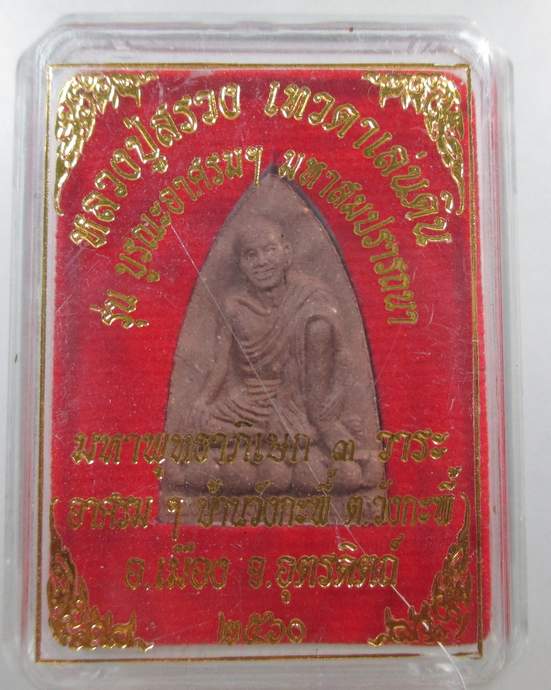 หลวงปู่สรวง เทวดาเล่นดิน
รุ่น บูรณะอาศรมฯ มหาสมปรารถนา
มหาพุทธาภิเษก ๓ วาระ
(อาศรม ฯ บ้านวังกะพี้ ต.วังกะพี้)
อ.เมือง จ.อุตรดิตถ์
๒๕๖๐